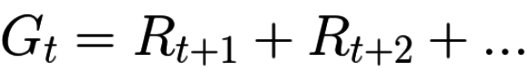 G_t = R_{t+1} + R_{t+2} + ...